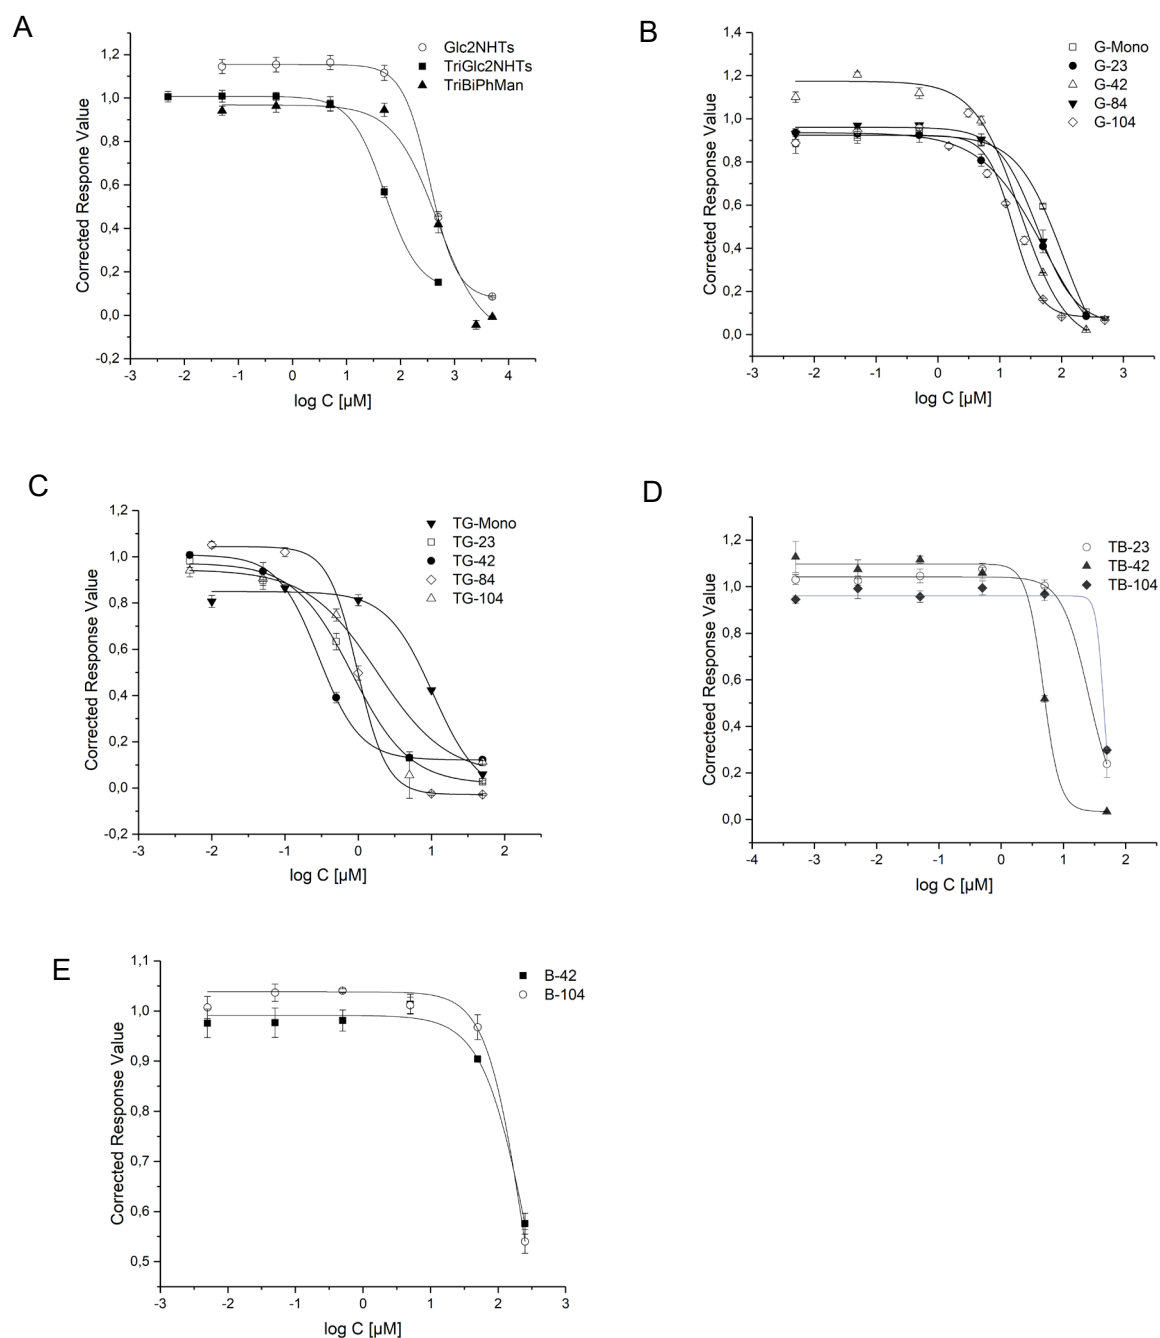 A
Glc2NHTs
TriGlc2NHTs
TriBiPhMan
1,2
1,0
0,8
0,6
0,4
0,2
0,0
-0,2
Corrected Respone Value
-3 -2 -1 0 1 2 3 4
log C [µM]
B
G-Mono
G-23
G-42
G-84
G-104
1,4
1,2
1,0
0,8
0,6
0,4
0,2
0,0
Corrected Response Value
-3 -2 -1 0 1 2 3
log C [µM]
C
TG-Mono
TG-23
TG-42
TG-84
TG-104
1,2
1,0
0,8
0,6
0,4
0,2
0,0
-0,2
Corrected Response Value
-3 -2 -1 0 1 2
log C [µM]
D
TB-23
TB-42
TB-104
1,2
1,0
0,8
0,6
0,4
0,2
0,0
Correcteed Response Value
-4 -3 -2 -1 0 1 2
log C [µM]
E
B-42
B-104
1,1
1,0
0,9
0,8
0,7
0,6
0,5
Corrected Response Value
-3 -2 -1 0 1 2 3
log C [µM]